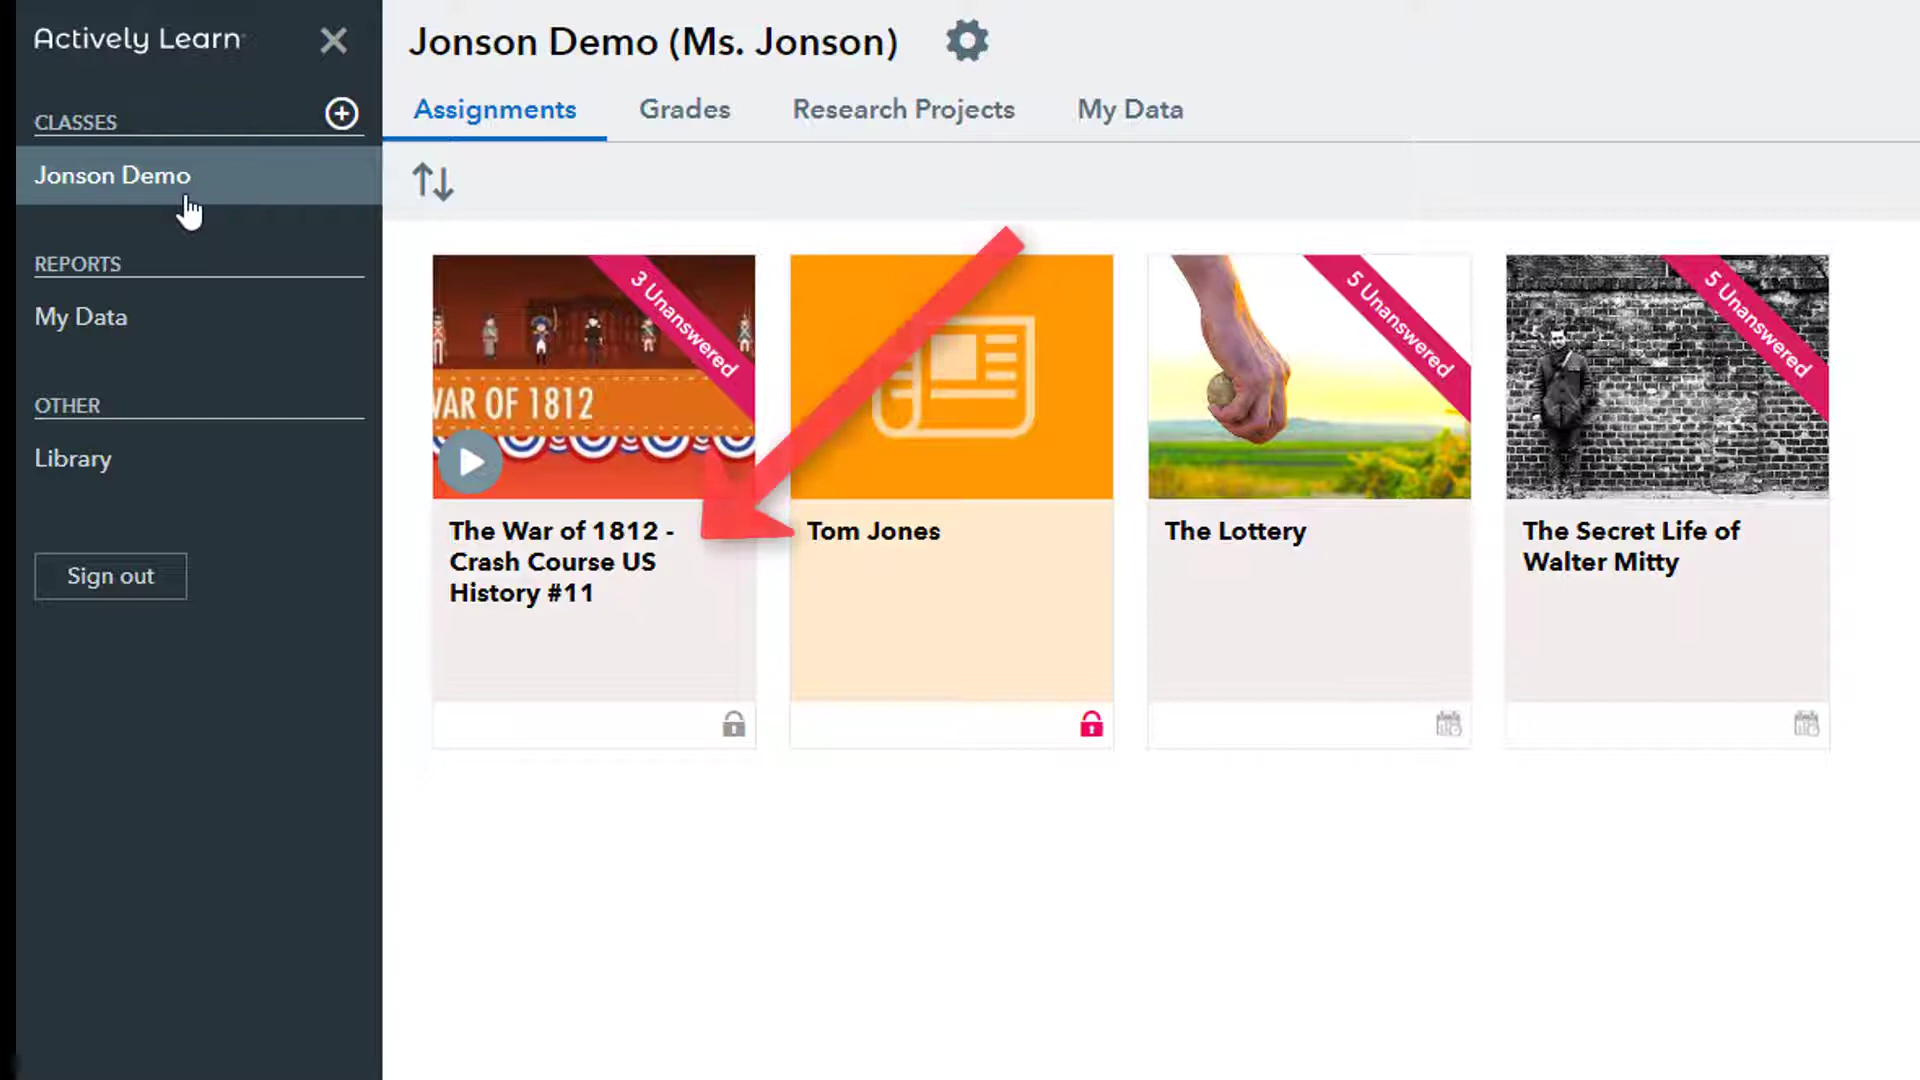 Actively Learn
CLASSES
Jonson Demo
REPORTS
My Data
OTHER
Library
Sign out
Jonson Demo (Ms. Jonson)
Assignments
Grades
Research Projects
My Data
3 Unanswered
WAR OF 1812
The War of 1812 -
Crash Course US
History #11
Tom Jones
5 Unanswered
The Lottery
5 Unanswered
The Secret Life of
Walter Mitty